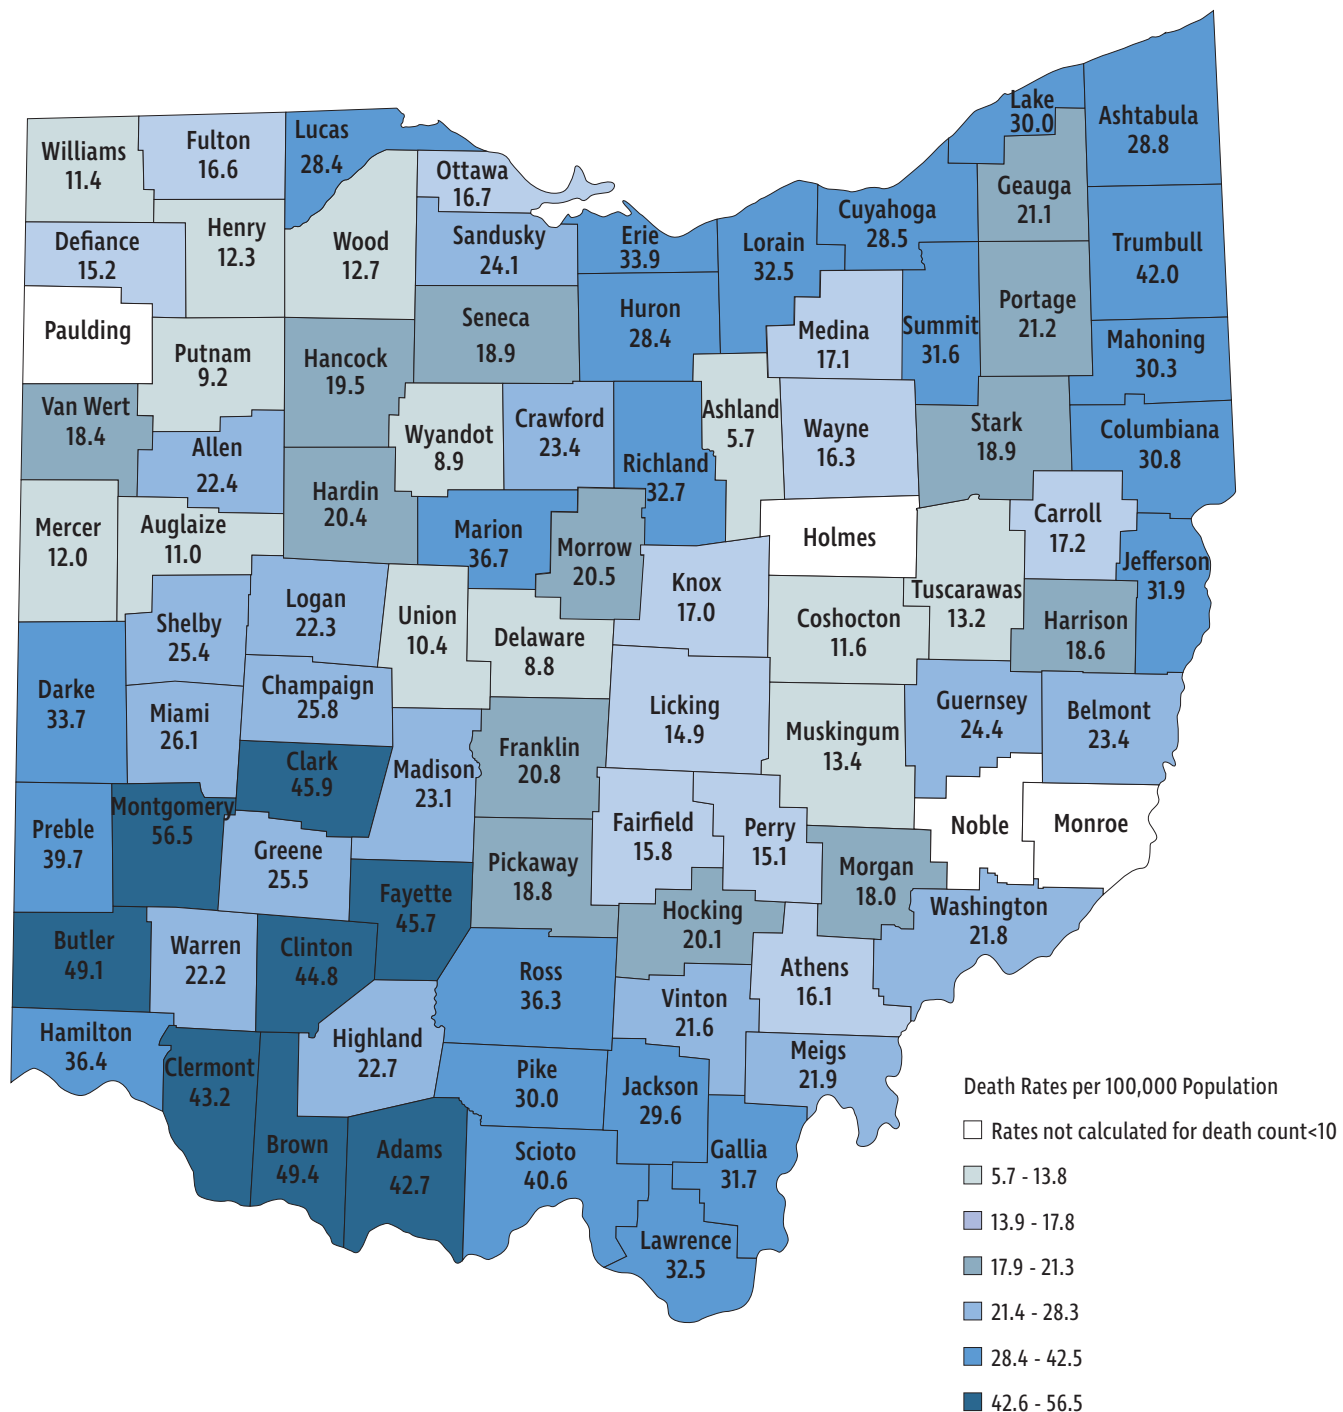 Lake
30.0
Ashtabula
28.8
Williams
11.4
Fulton
16.6
Lucas
28.4
Ottawa
16.7
Geauga
21.1
Defiance
15.2
Henry
12.3
Wood
12.7
Sandusky
24.1
Erie
33.9
Lorain
32.5
Cuyahoga
28.5
Trumbull
42.0
Paulding
Putnam
9.2
Hancock
19.5
Seneca
18.9
Huron
28.4
Medina
17.1
Summit
31.6
Portage
21.2
Mahoning
30.3
Van Wert
18.4
Allen
22.4
Wyandot
8.9
Crawford
23.4
Richland
32.7
Ashland
5.7
Wayne
16.3
Stark
18.9
Columbiana
30.8
Mercer
12.0
Auglaize
11.0
Hardin
20.4
Marion
36.7
Morrow
20.5
Holmes
Carroll
17.2
Jefferson
31.9
Shelby
25.4
Logan
22.3
Union
10.4
Delaware
8.8
Knox
17.0
Coshocton
11.6
Tuscarawas
13.2
Harrison
18.6
Darke
33.7
Miami
26.1
Champaign
25.8
Licking
14.9
Muskingum
13.4
Guernsey
24.4
Belmont
23.4
Clark
45.9
Madison
23.1
Franklin
20.8
Preble
39.7
Montgomery
56.5
Greene
25.5
Fairfield
15.8
Perry
15.1
Noble
Monroe
Fayette
45.7
Pickaway
18.8
Hocking
20.1
Morgan
18.0
Washington
21.8
Butler
49.1
Warren
22.2
Clinton
44.8
Ross
36.3
Vinton
21.6
Athens
16.1
Hamilton
36.4
Clermont
43.2
Highland
22.7
Pike
30.0
Jackson
29.6
Meigs
21.9
Brown
49.4
Adams
42.7
Scioto
40.6
Gallia
31.7
Lawrence
32.5
Death Rates per 100,000 Population
Rates not calculated for death count<10
5.7 - 13.8
13.9 - 17.8
17.9 - 21.3
21.4 - 28.3
28.4 - 42.5
42.6 - 56.5